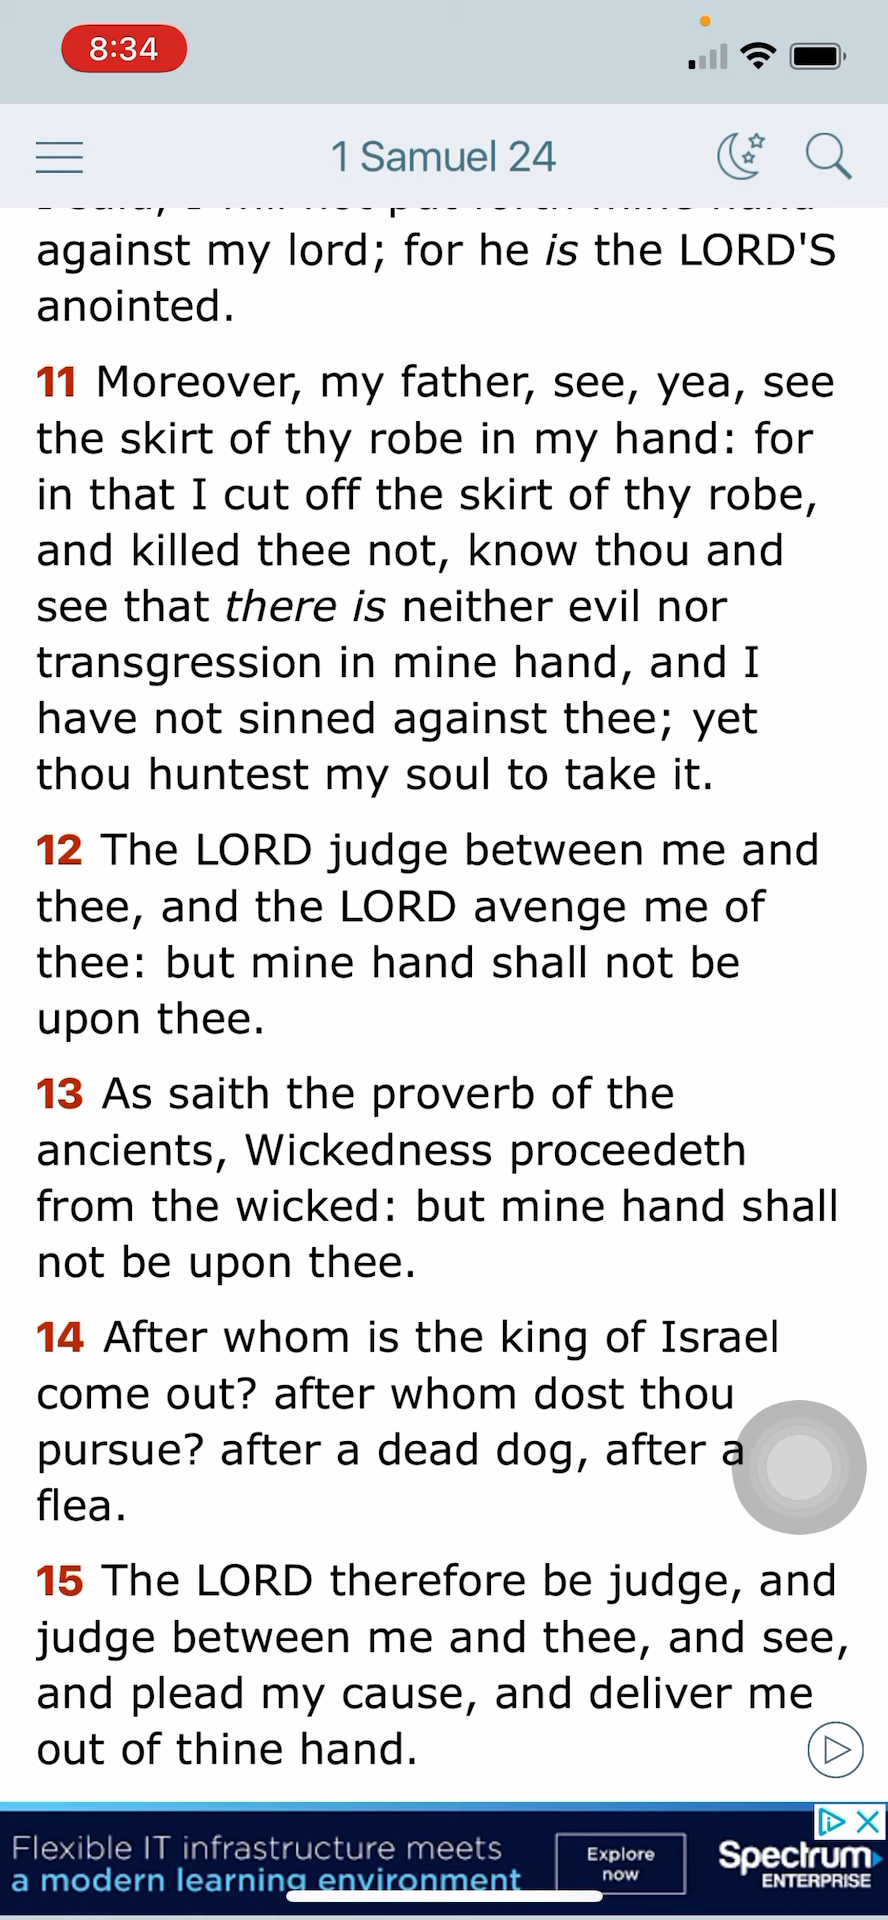 8:34
1 Samuel 24
against my lord; for he is the LORD'S
anointed.
11 Moreover, my father, see, yea, see
the skirt of thy robe in my hand: for
in that I cut off the skirt of thy robe,
and killed thee not, know thou and
see that there is neither evil nor
transgression in mine hand, and I
have not sinned against thee; yet
thou huntest my soul to take it.
12 The LORD judge between me and
thee, and the LORD avenge me of
thee: but mine hand shall not be
upon thee.
13 As saith the proverb of the
ancients, Wickedness proceedeth
from the wicked: but mine hand shall
not be upon thee.
14 After whom is the king of Israel
come out? after whom dost thou
pursue? after a dead dog, after a
flea.
15 The LORD therefore be judge, and
judge between me and thee, and see,
and plead my cause, and deliver me
out of thine hand.
Flexible IT infrastructure meets
a modern learning environment
Explore
now
Spectrum
ENTERPRISE